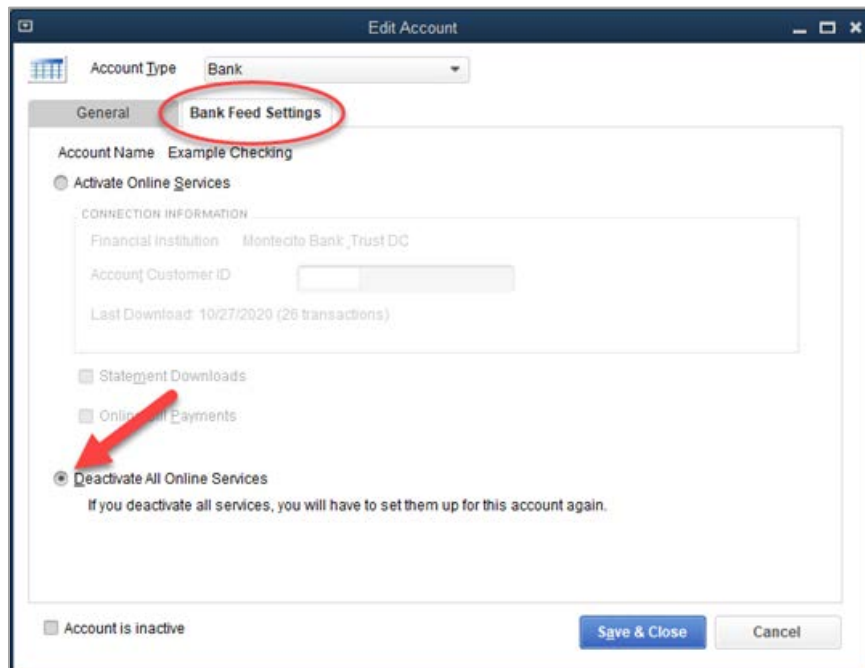 Edit Account
Account Type Bank
General Bank Feed Settings
Account Name Example Checking
Activate Online Services
CONNECTION INFORMATION
Financial Institution Montecito Bank ,Trust DC
Account Customer ID
Last Download: 10/27/2020 (26 transactions)
Statement Downloads
Online Payments
Deactivate All Online Services
If you deactivate all services, you will have to set them up for this account again.
Account is inactive Save & Close Cancel